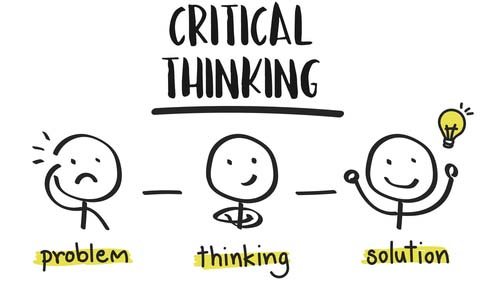 CRITICAL
THINKING
problem
thinking
solution